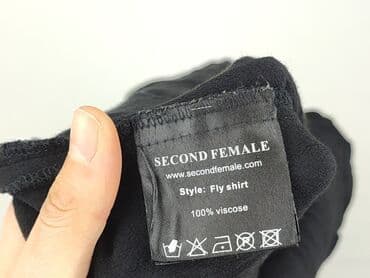 SECOND FEMALE
www.secondfemale.com
Style: Fly shirt
100% viscose